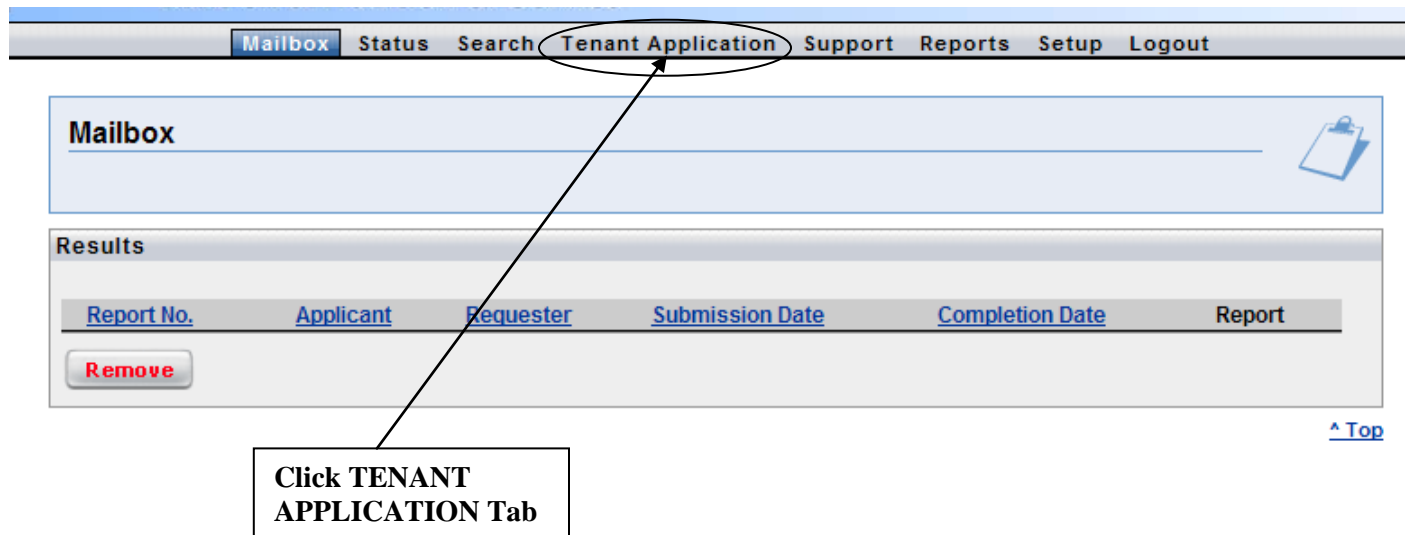 Mailbox Status Search Tenant Application Support Reports Setup Logout
Mailbox
Results
Report No. Applicant Requester Submission Date Completion Date Report
Remove
^ Top
Click TENANT
APPLICATION Tab